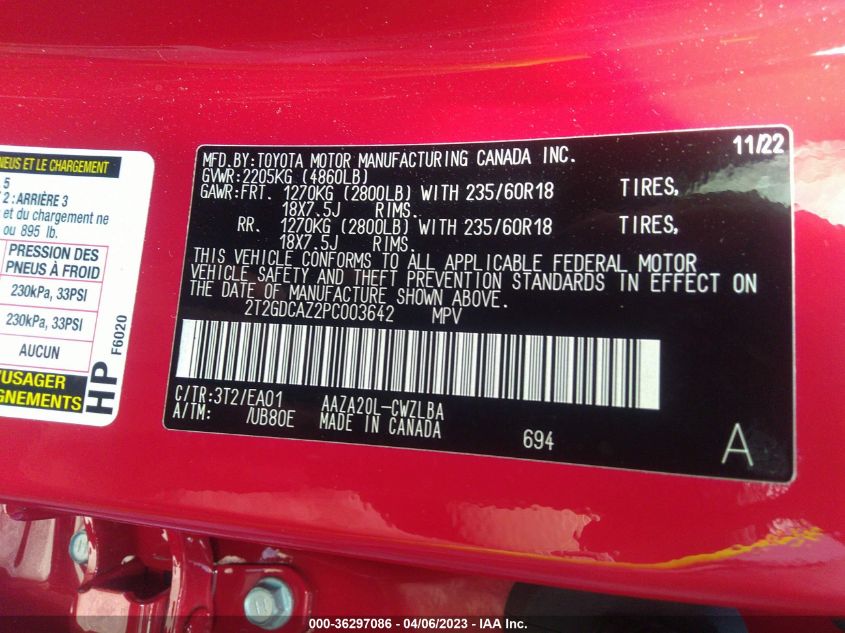 NEUS ET LE CHARGEMENT
5
2 : ARRIÈRE 3
et du chargement ne
ou 895 lb.
PRESSION DES
PNEUS À FROID
230kPa, 33PSI
230kPa, 33PSI
AUCUN
'USAGER
GNEMENTS
HP
F6020
11/22
MFD.BY:TOYOTA MOTOR MANUFACTURING CANADA INC.
GVWR:2205KG (4860LB)
GAWR:FRT. 1270KG (2800LB) WITH 235/60R18 TIRES,
18X7.5J RIMS.
RR. 1270KG (2800LB) WITH 235/60R18 TIRES,
18X7.5J RIMS.
THIS VEHICLE CONFORMS TO ALL APPLICABLE FEDERAL MOTOR
VEHICLE SAFETY AND THEFT PREVENTION STANDARDS IN EFFECT ON
THE DATE OF MANUFACTURE SHOWN ABOVE.
2T2GDCAZ2PC003642 MPV
C/TR:3T2/EA01 AAZA20L-CWZLBA
A/TM: /UB80E MADE IN CANADA
694
A
000-36297086 - 04/06/2023 - IAA Inc.